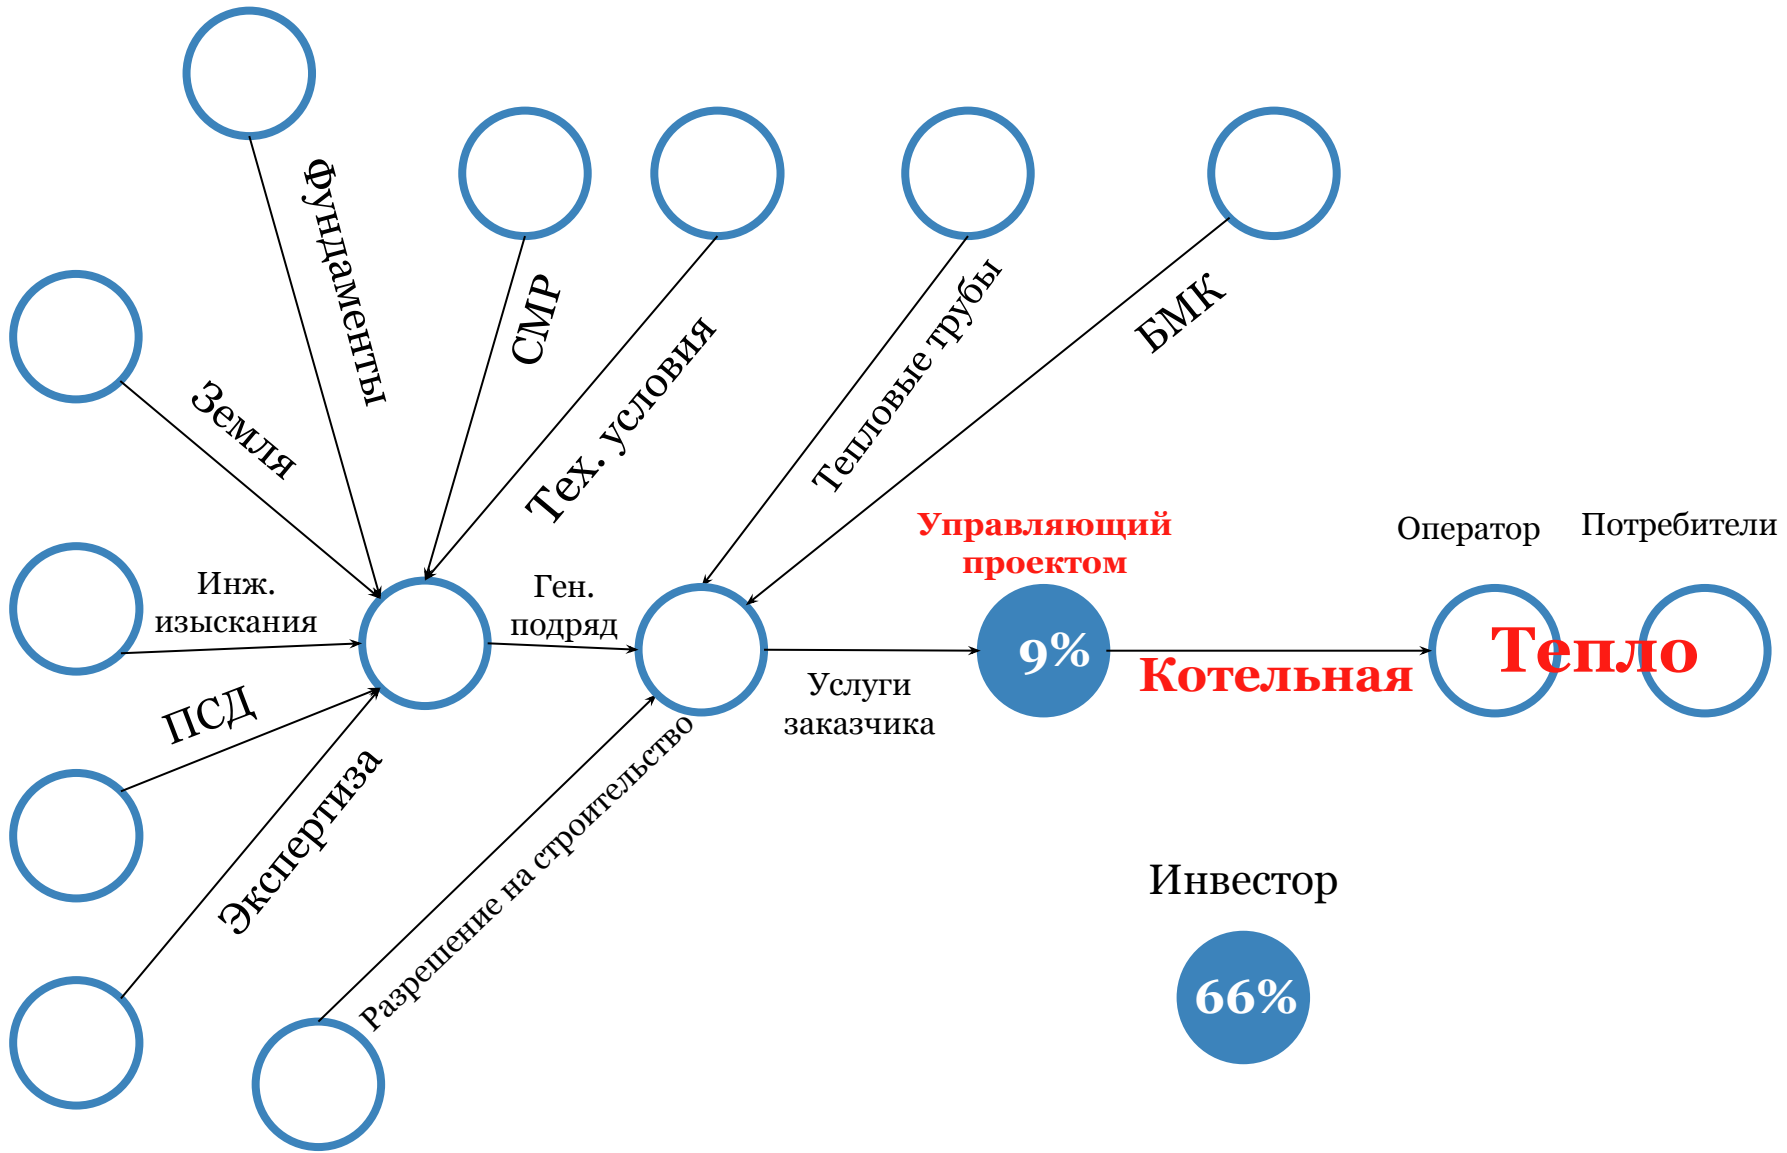 Фундаменты
СМР
Земля
Тех. условия
Тепловые трубы
БМК
Управляющий
проектом
Оператор
Потребители
Инж.
изыскания
Ген.
подряд
9%
Тепло
Котельная
Услуги
заказчика
ПСД
Экспертиза
Разрешение на строительство
Инвестор
66%